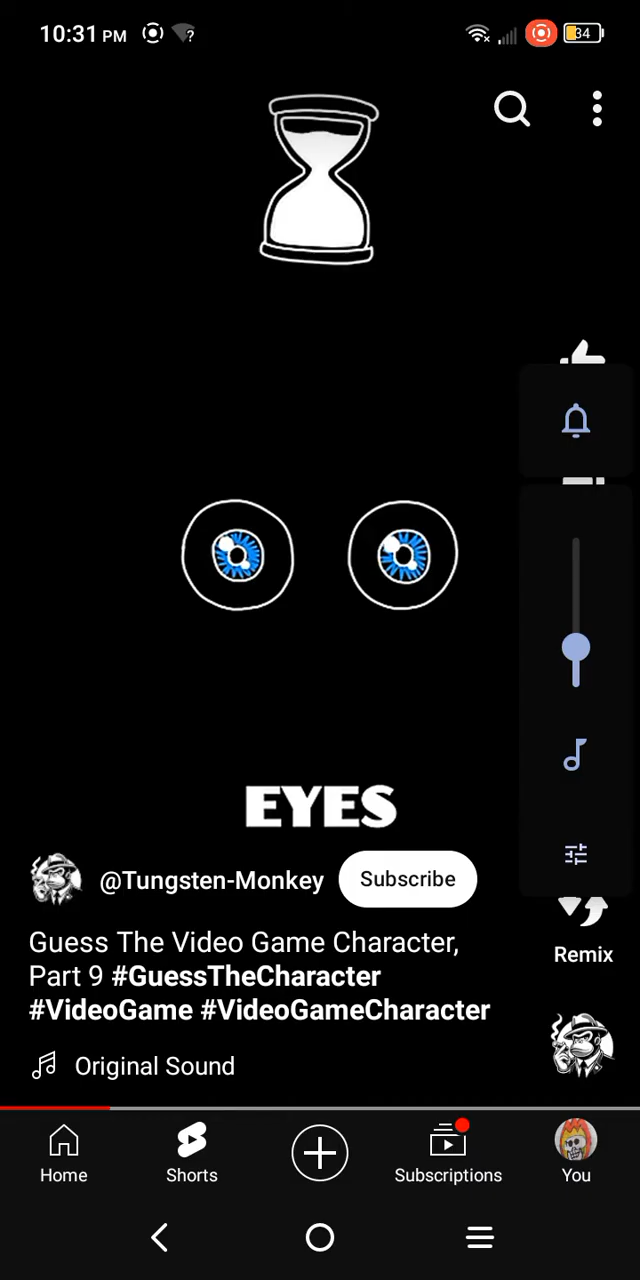 10:31 PM
?
34
EYES
@Tungsten-Monkey
Subscribe
Guess The Video Game Character,
Part 9 #GuessTheCharacter
#VideoGame #VideoGameCharacter
Remix
Original Sound
Home
Shorts
Subscriptions
You